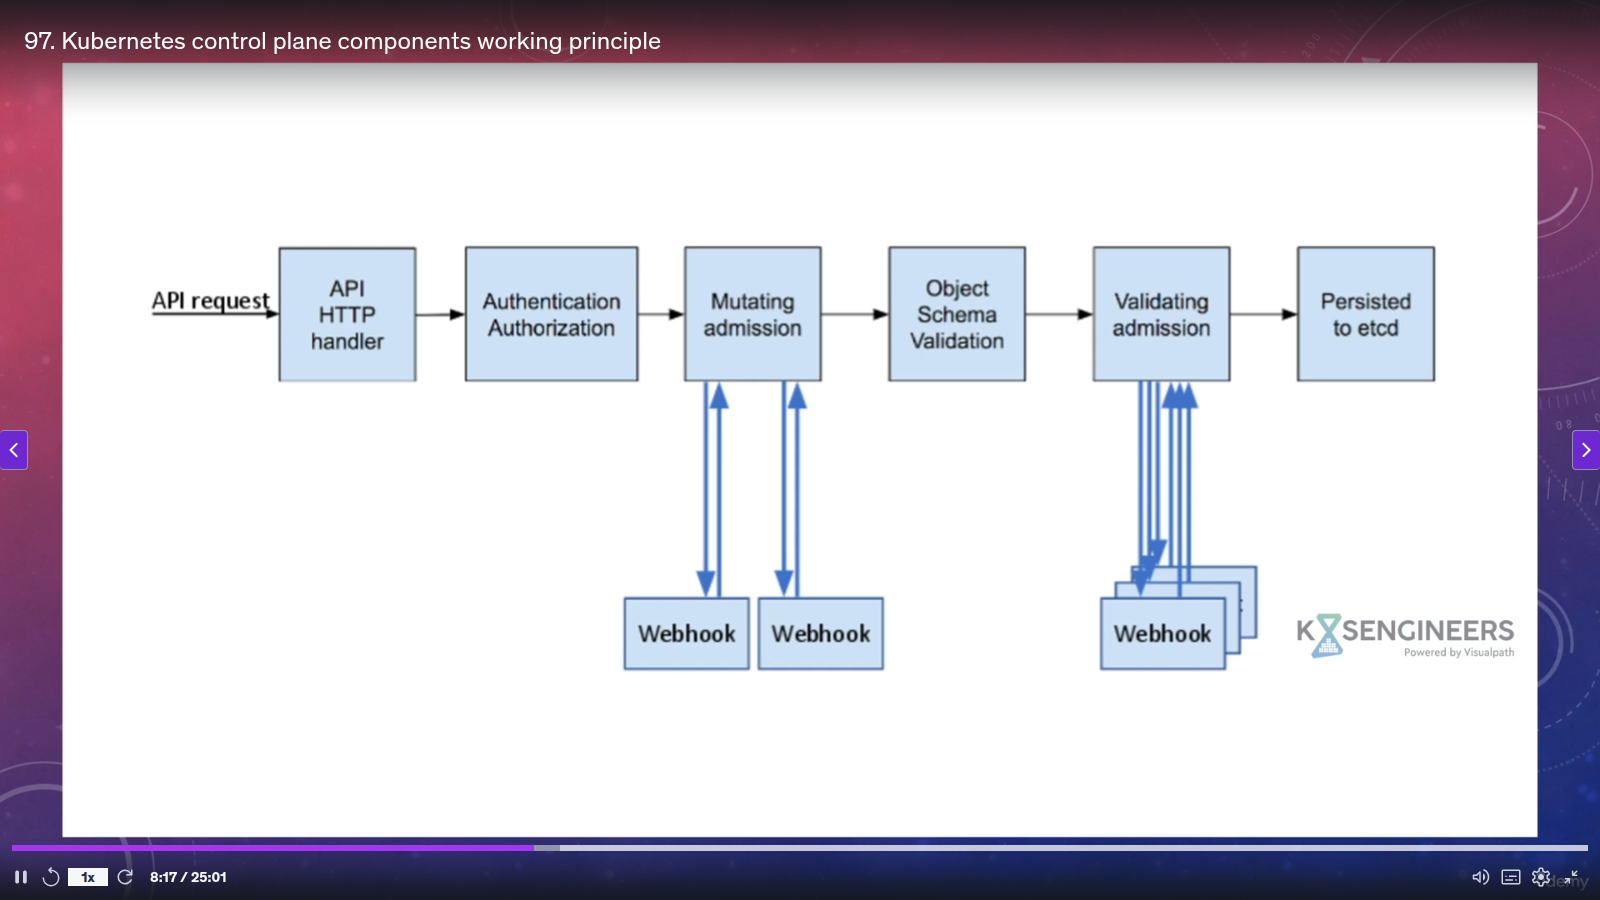 97. Kubernetes control plane components working principle
API request
API
HTTP
handler
Authentication
Authorization
Mutating
admission
Object
Schema
Validation
Validating
admission
Persisted
to etcd
Webhook
Webhook
Webhook
K8SENGINEERS
Powered by Visualpath
1x
8:17 / 25:01